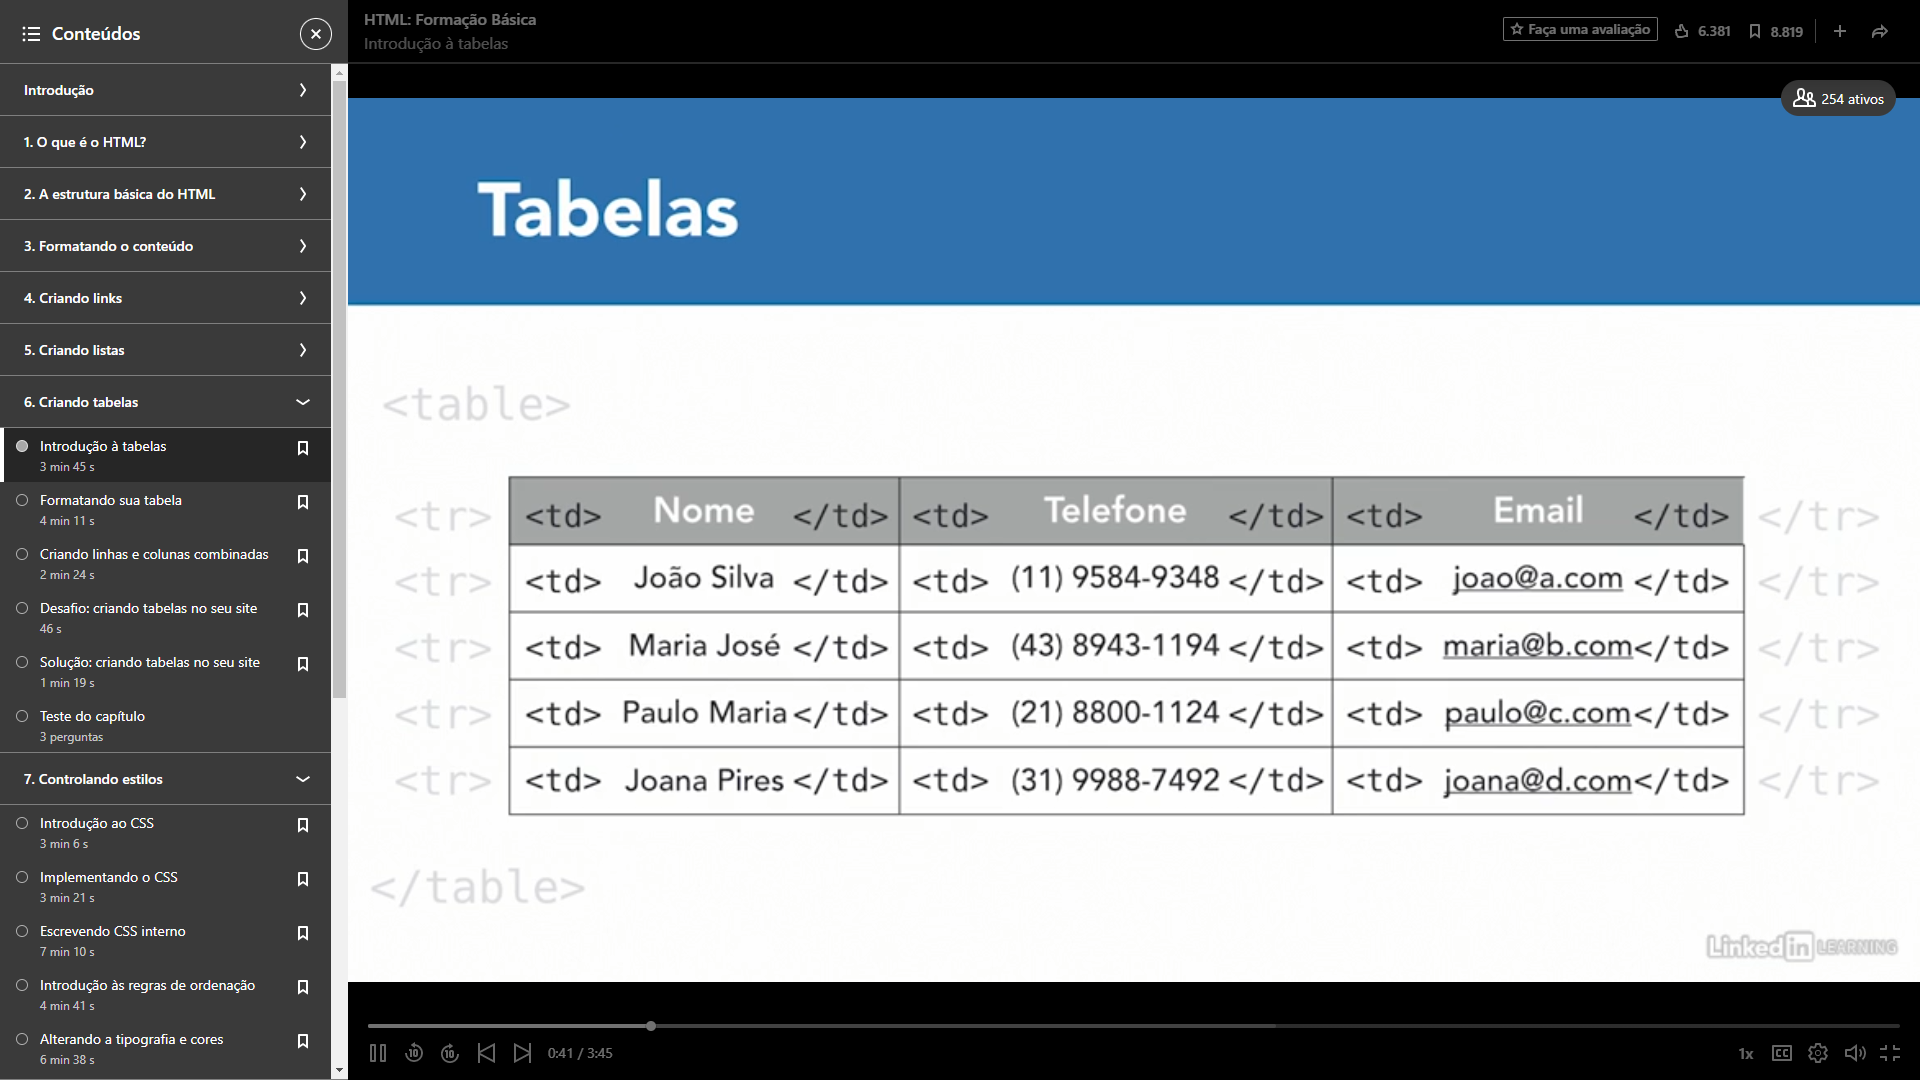 Conteúdos
Introdução
1. O que é o HTML?
2. A estrutura básica do HTML
3. Formatando o conteúdo
4. Criando links
5. Criando listas
6. Criando tabelas
Introdução à tabelas
3 min 45 s
Formatando sua tabela
4 min 11 s
Criando linhas e colunas combinadas
2 min 24 s
Desafio: criando tabelas no seu site
46 s
Solução: criando tabelas no seu site
1 min 19 s
Teste do capítulo
3 perguntas
7. Controlando estilos
Introdução ao CSS
3 min 6 s
Implementando o CSS
3 min 21 s
Escrevendo CSS interno
7 min 10 s
Introdução às regras de ordenação
4 min 41 s
Alterando a tipografia e cores
6 min 38 s
HTML: Formação Básica
Introdução à tabelas
Faça uma avaliação 6.381 8.819
254 ativos
Tabelas
<table>
<tr> <td> Nome </td> <td> Telefone </td> <td> Email </td> </tr>
<tr> <td> João Silva </td> <td> (11) 9584-9348 </td> <td> joao@a.com </td> </tr>
<tr> <td> Maria José </td> <td> (43) 8943-1194 </td> <td> maria@b.com</td> </tr>
<tr> <td> Paulo Maria </td> <td> (21) 8800-1124 </td> <td> paulo@c.com</td> </tr>
<tr> <td> Joana Pires </td> <td> (31) 9988-7492 </td> <td> joana@d.com</td> </tr>
</table>
Linked in LEARNING
10 10 0:41 / 3:45 1x CC